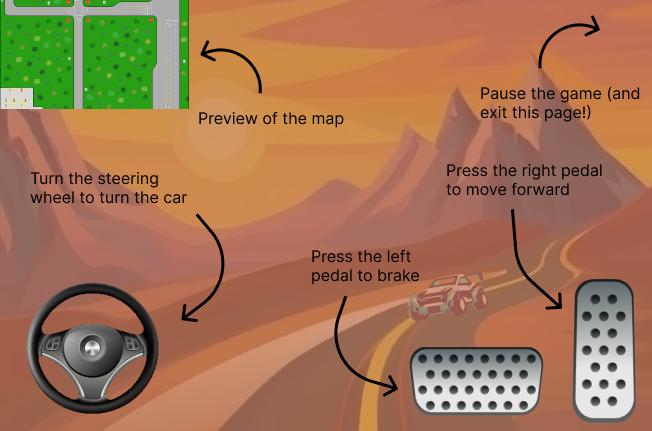 Preview of the map
Pause the game (and
exit this page!)
Turn the steering
wheel to turn the car
Press the right pedal
to move forward
Press the left
pedal to brake